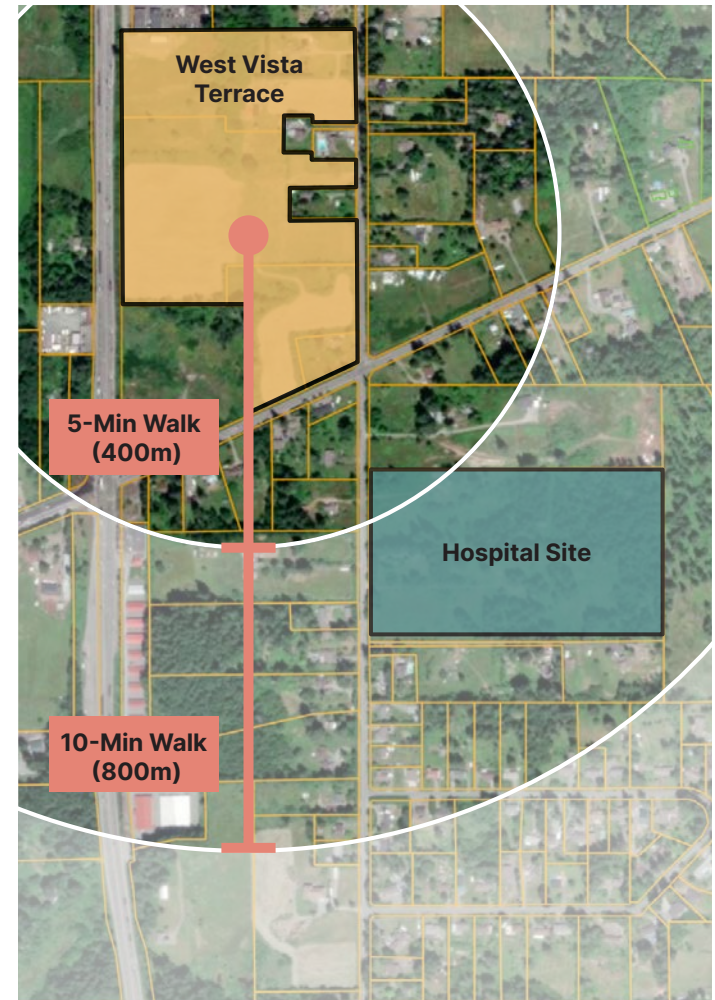 West Vista
Terrace
5-Min Walk
(400m)
Hospital Site
10-Min Walk
(800m)